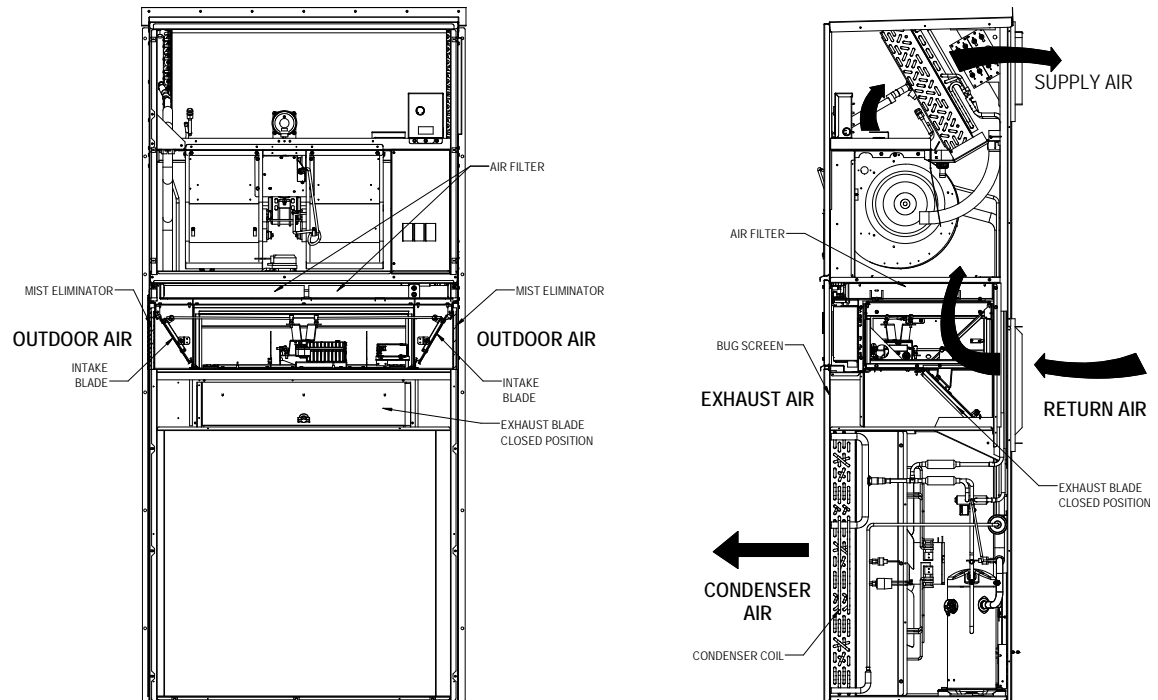 AIR FILTER
MIST ELIMINATOR
OUTDOOR AIR
INTAKE
BLADE
MIST ELIMINATOR
OUTDOOR AIR
INTAKE
BLADE
EXHAUST BLADE
CLOSED POSITION
SUPPLY AIR
AIR FILTER
BUG SCREEN
EXHAUST AIR
RETURN AIR
EXHAUST BLADE
CLOSED POSITION
CONDENSER
AIR
CONDENSER COIL